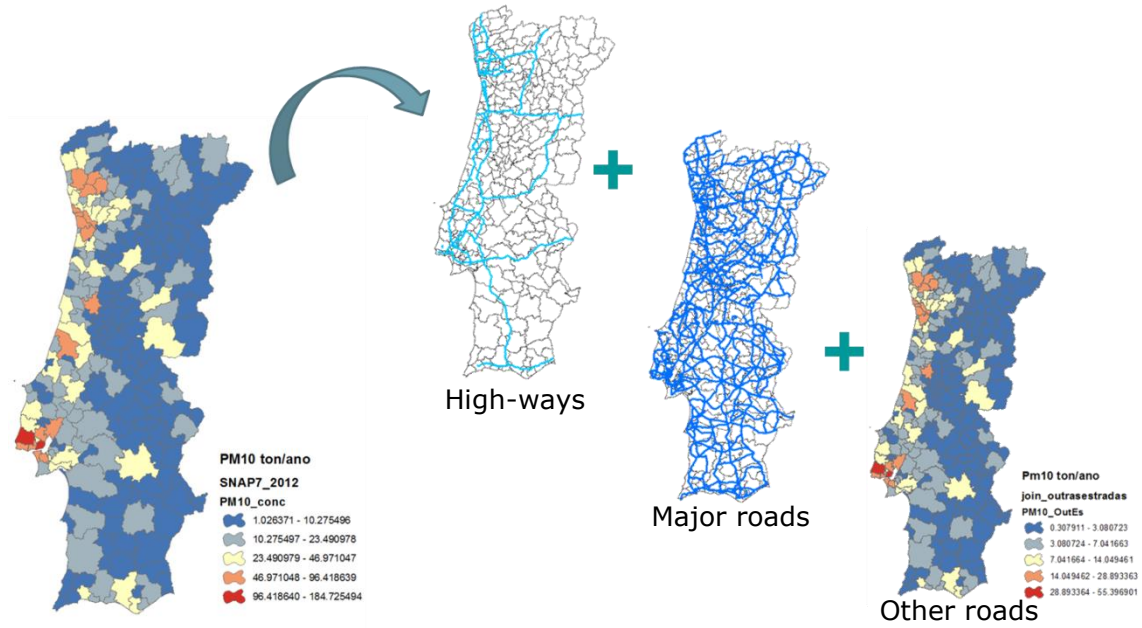 High-ways
PM10 ton/ano
SNAP7_2012
PM10_conc
1.026371 - 10.275496
10.275497 - 23.490978
23.490979 - 46.971047
46.971048 - 96.418639
96.418640 - 184.725494
Major roads
Pm10 ton/ano
join_outrasestradas
PM10_OutEs
0.307911 - 3.080723
3.080724 - 7.041663
7.041664 - 14.049461
14.049462 - 28.893363
28.893364 - 55.396901
Other roads